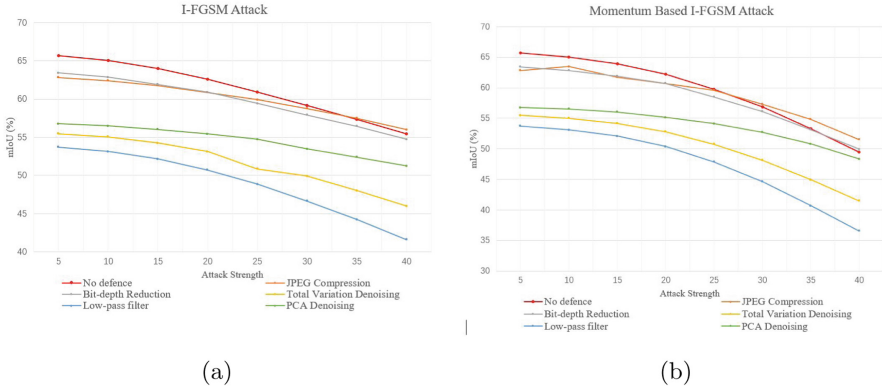 I-FGSM Attack
mIoU (%)
70
65
60
55
50
45
40
5 10 15 20 25 30 35 40
Attack Strength
No defence JPEG Compression
Bit-depth Reduction Total Variation Denoising
Low-pass filter PCA Denoising
(a)
Momentum Based I-FGSM Attack
mIoU (%)
70
65
60
55
50
45
40
35
30
5 10 15 20 25 30 35 40
Attack Strength
No defence JPEG Compression
Bit-depth Reduction Total Variation Denoising
Low-pass filter PCA Denoising
(b)